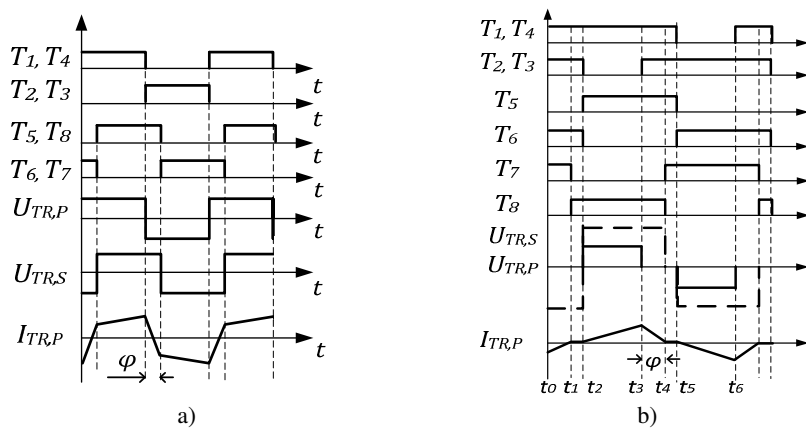 T1, T4
t
T2, T3
t
t
T5, T8
t
T6, T7
t
UTR,P
t
UTR,S
t
ITR,P
t
φ
a)
T1, T4
T2, T3
T5
T6
T7
T8
UTR,S
UTR,P
ITR,P
φ
t0 t1 t2 t3 t4 t5 t6
b)